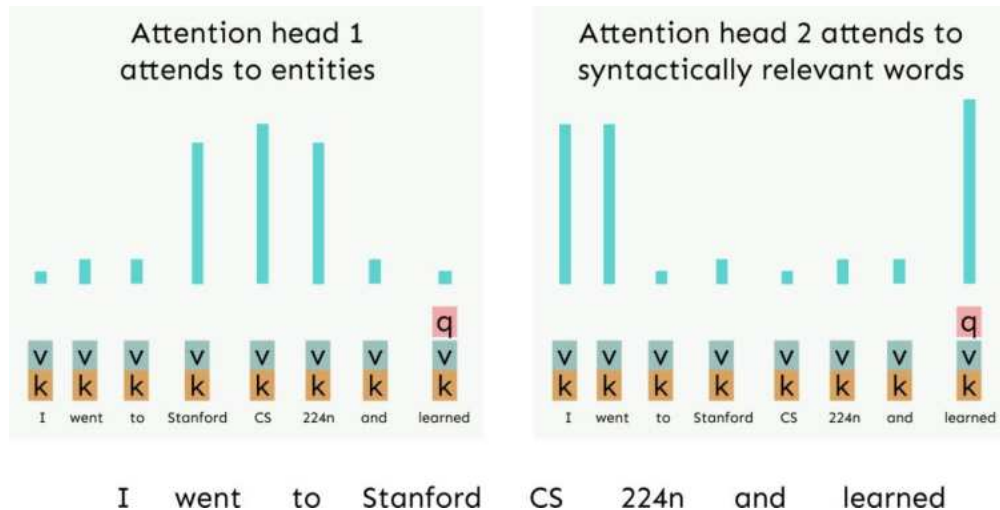 Attention head 1
attends to entities
q
v v v v v v v v
k k k k k k k k
I went to Stanford CS 224n and learned
Attention head 2 attends to
syntactically relevant words
q
v v v v v v v v
k k k k k k k k
I went to Stanford CS 224n and learned
I went to Stanford CS 224n and learned